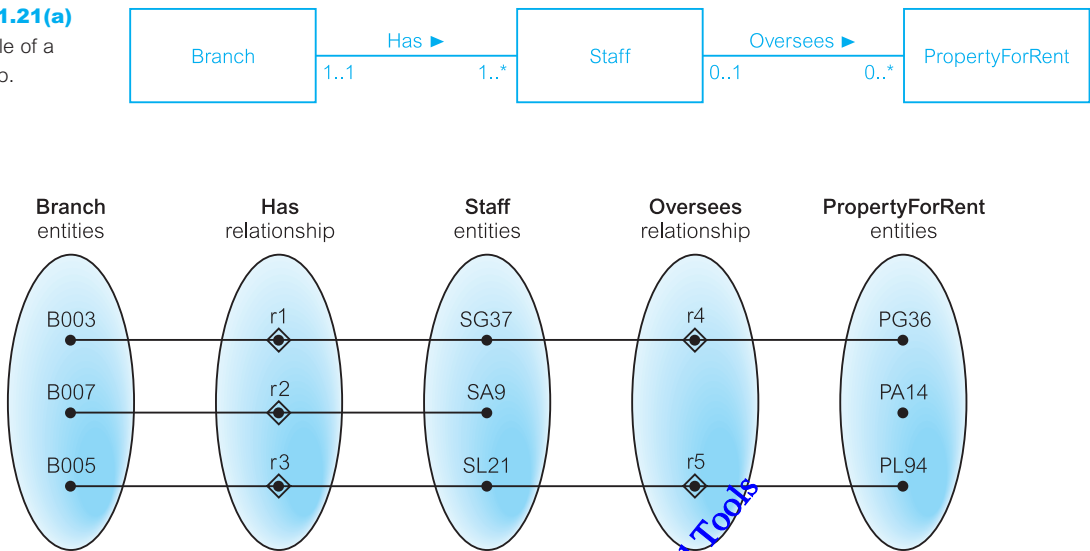 1.21(a)
le of a
o.
Branch
Has ►
1..1
1..*
Staff
Oversees ►
0..1
0..*
PropertyForRent
Branch
entities
Has
relationship
Staff
entities
Oversees
relationship
PropertyForRent
entities
B003
r1
SG37
r4
PG36
B007
r2
SA9
PA14
B005
r3
SL21
r5
PL94
Tools